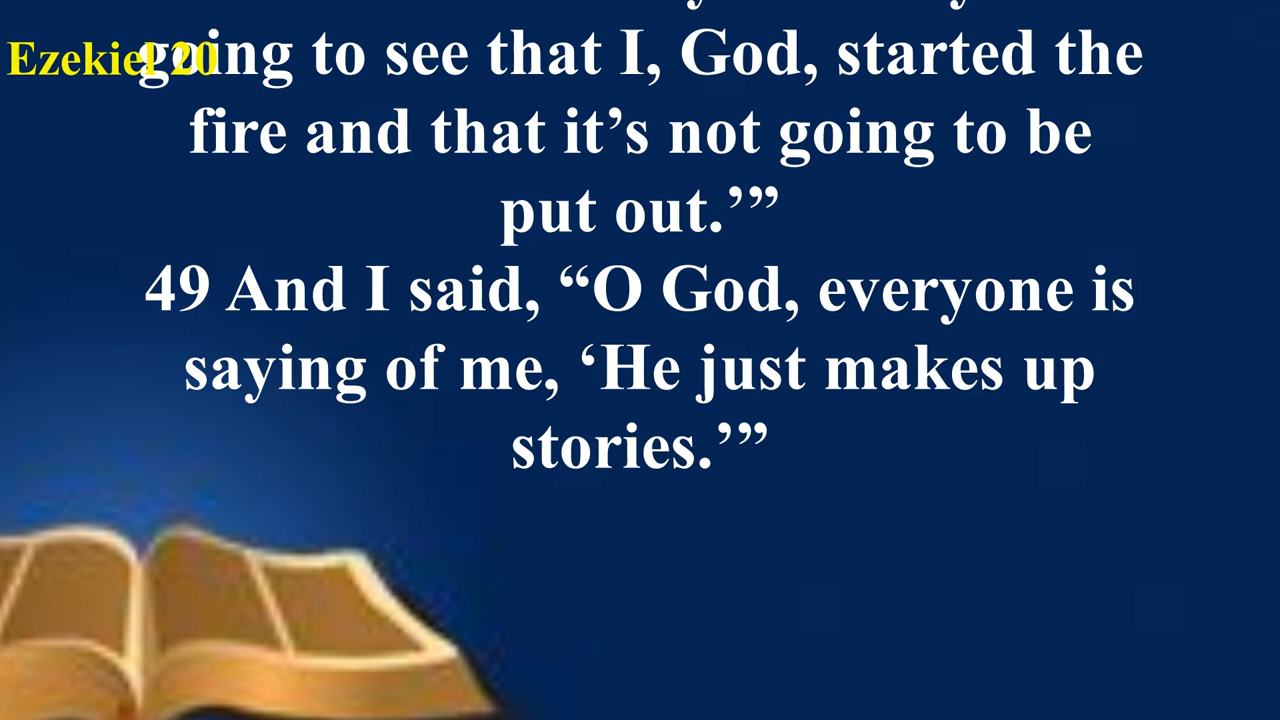 Ezekiel 20
going to see that I, God, started the
fire and that it’s not going to be
put out.’”
49 And I said, “O God, everyone is
saying of me, ‘He just makes up
stories.’”